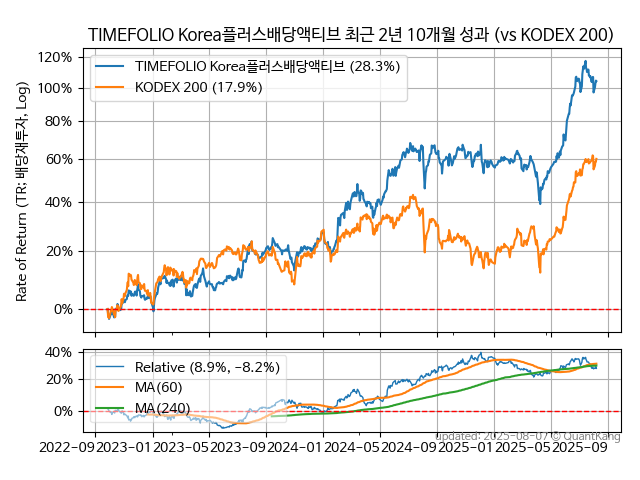 TIMEFOLIO Korea플러스배당액티브 최근 2년 10개월 성과 (vs KODEX 200)
Rate of Return (TR: 배당재투자, Log)
120%
100%
80%
60%
40%
20%
0%
TIMEFOLIO Korea플러스배당액티브 (28.3%)
KODEX 200 (17.9%)
40%
20%
0%
Relative (8.9%, −8.2%)
MA(60)
MA(240)
updated: 2025-08-07 © QuantKang
2022−09 2023−01 2023−05 2023−09 2024−01 2024−05 2024−09 2025−01 2025−05 2025−09